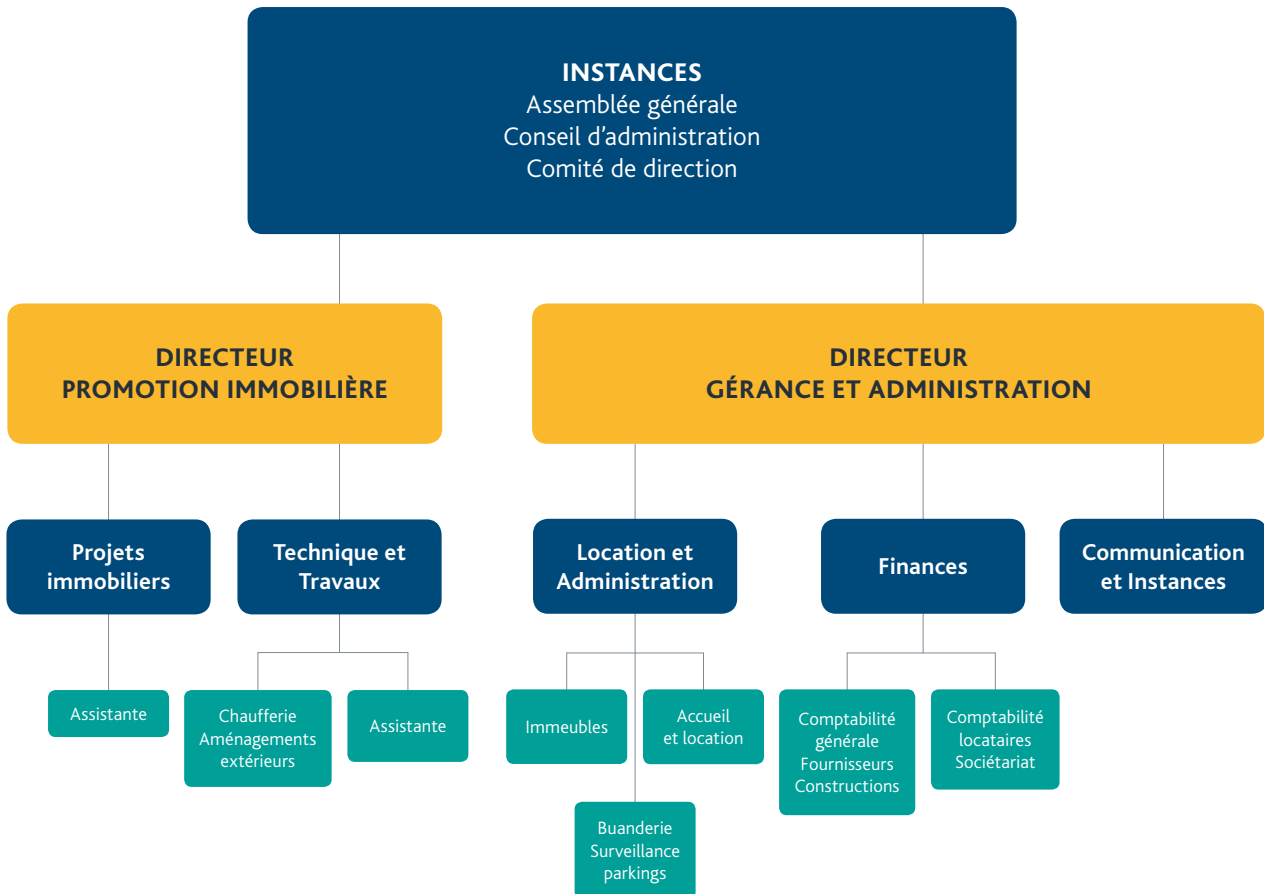 INSTANCES
Assemblée générale
Conseil d'administration
Comité de direction
DIRECTEUR
PROMOTION IMMOBILIÈRE
DIRECTEUR
GÉRANCE ET ADMINISTRATION
Projets
immobiliers
Technique et
Travaux
Location et
Administration
Finances
Communication
et Instances
Assistante
Chaufferie
Aménagements
extérieurs
Assistante
Immeubles
Accueil
et location
Comptabilité
générale
Fournisseurs
Constructions
Comptabilité
locataires
Sociétariat
Buanderie
Surveillance
parkings